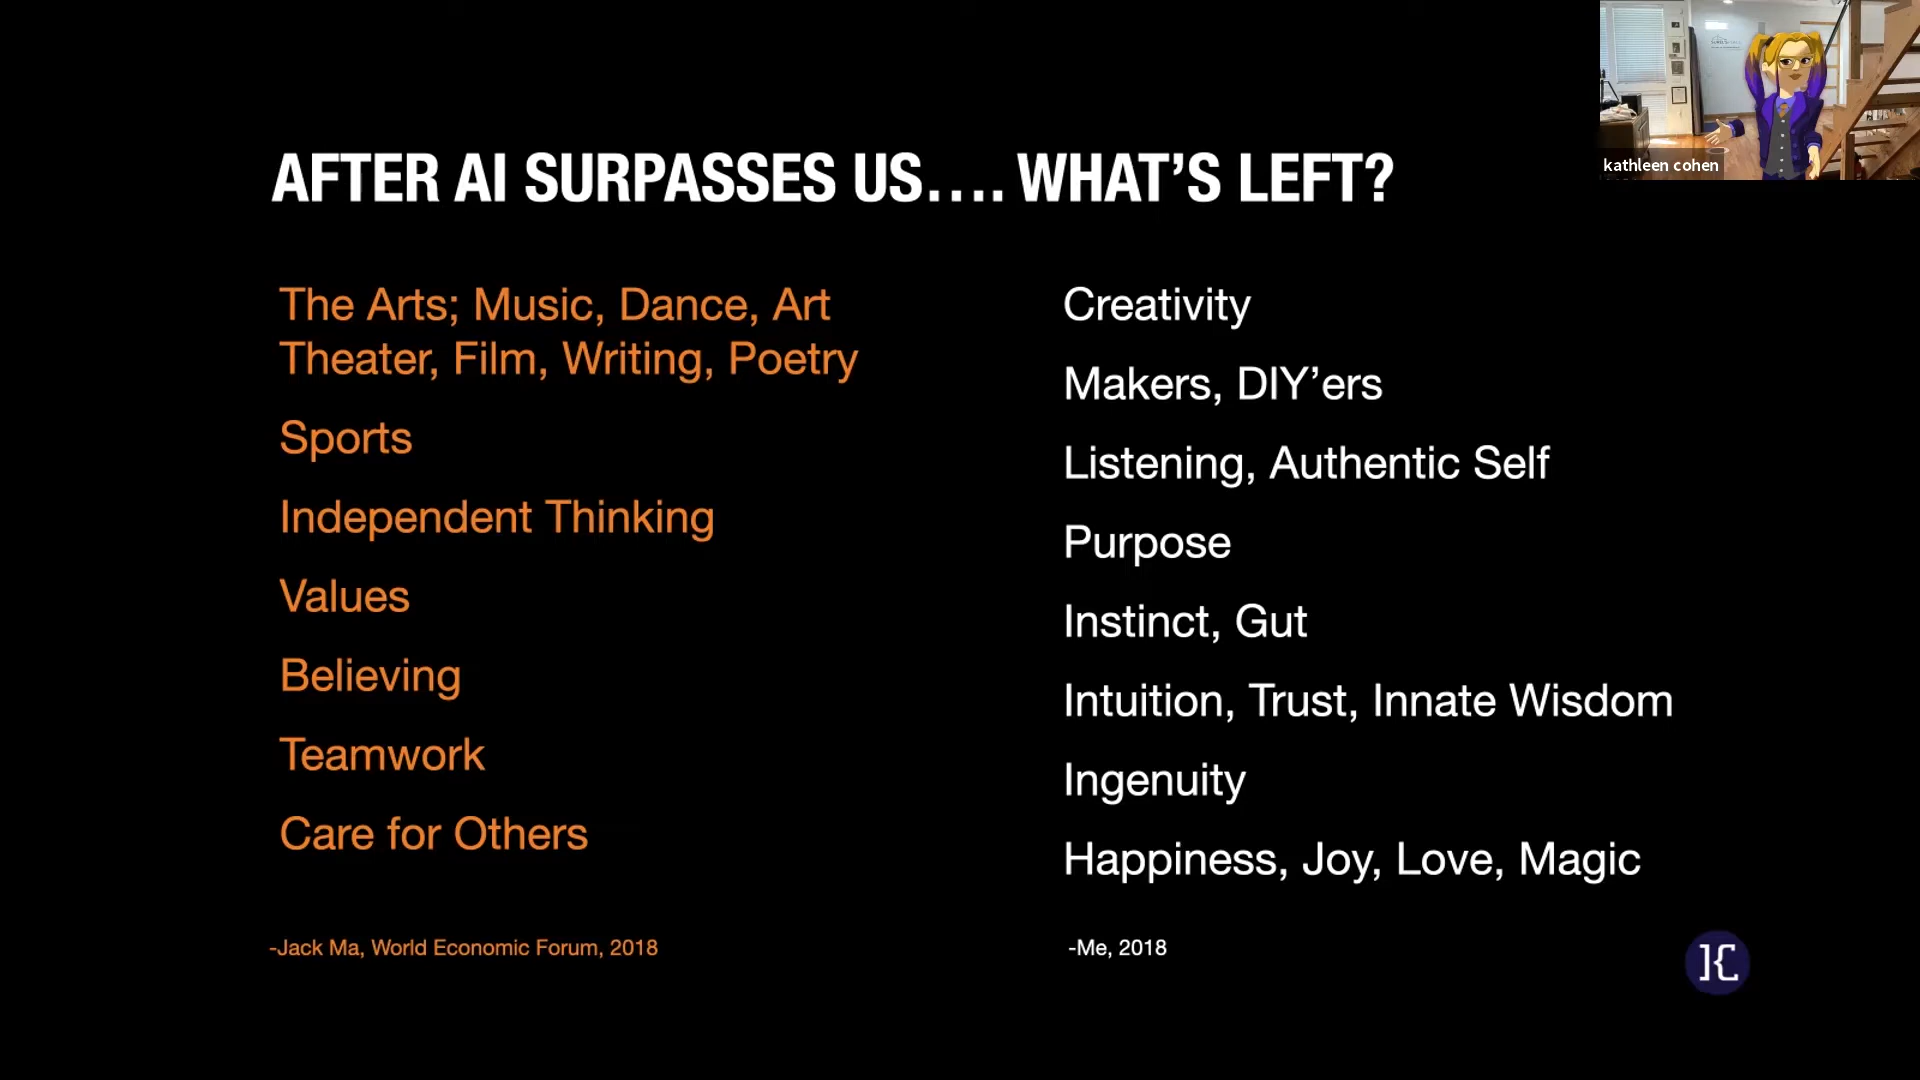 kathleen cohen
AFTER AI SURPASSES US.... WHAT'S LEFT?
The Arts; Music, Dance, Art
Theater, Film, Writing, Poetry
Sports
Independent Thinking
Values
Believing
Teamwork
Care for Others
-Jack Ma, World Economic Forum, 2018
Creativity
Makers, DIY'ers
Listening, Authentic Self
Purpose
Instinct, Gut
Intuition, Trust, Innate Wisdom
Ingenuity
Happiness, Joy, Love, Magic
-Me, 2018